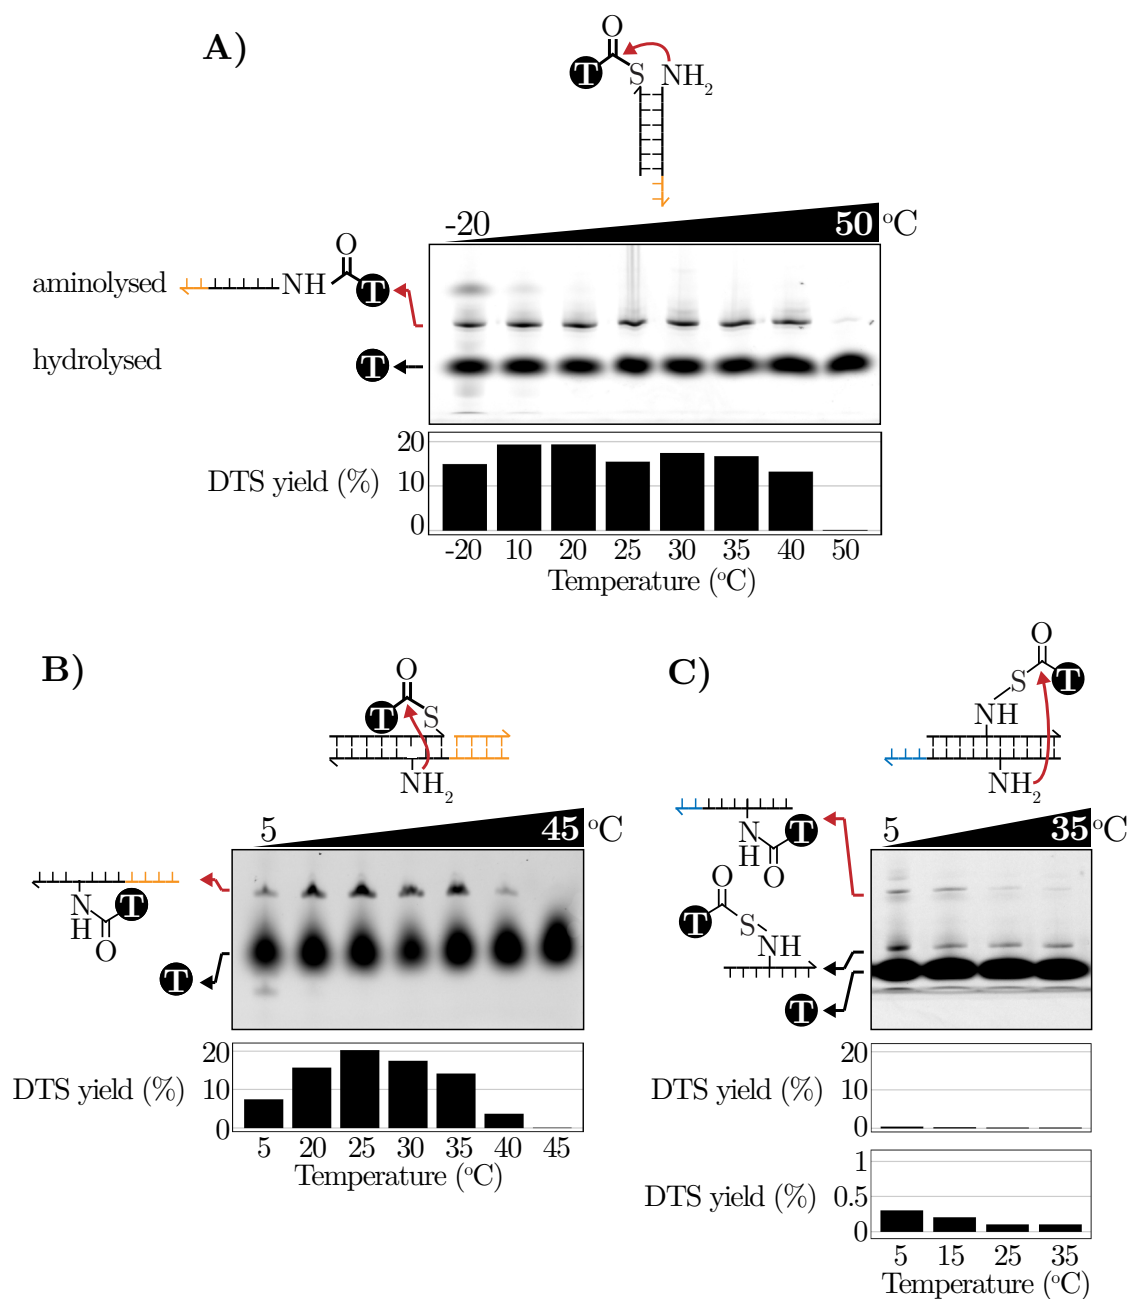 A)
O
T S NH2
-20 50 °C
O
aminolysed NH T
hydrolysed T
20
DTS yield (%) 10
0
-20 10 20 25 30 35 40 50
Temperature (°C)
B)
O
T S
NH2
5 45 °C
N T
H O
T
20
DTS yield (%) 10
0
5 20 25 30 35 40 45
Temperature (°C)
C)
O
S T
NH
NH2
5 35 °C
N T
H O
O
T S
NH
T
20
DTS yield (%) 10
0
1
DTS yield (%) 0.5
0
5 15 25 35
Temperature (°C)